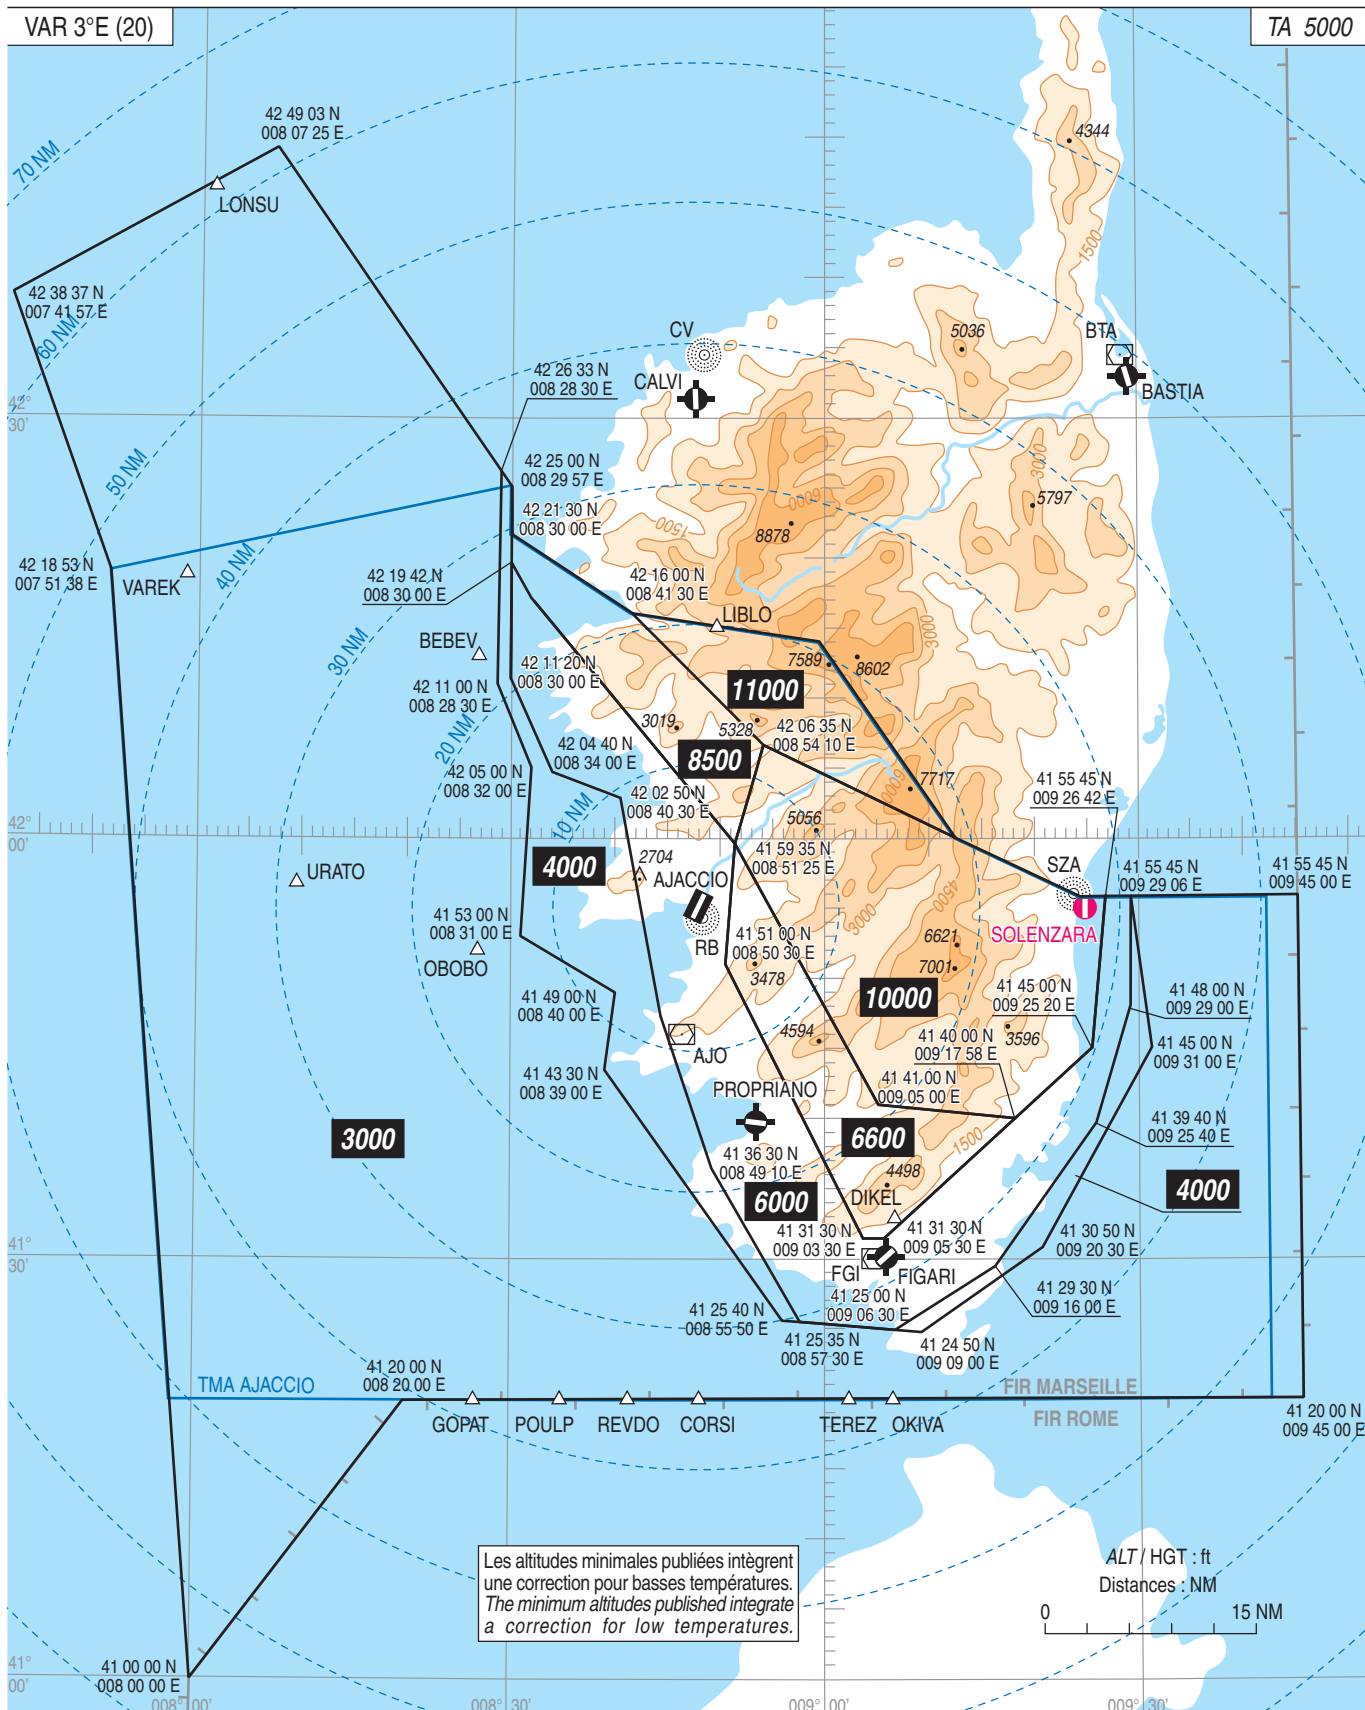 VAR 3°E (20)
TA 5000
42 49 03 N
008 07 25 E
70 NM
4344
LONSU
1500
42 38 37 N
007 41 57 E
60 NM
CV
5036
BTA
CALVI
BASTIA
42 26 33 N
008 28 30 E
42°
30'
50 NM
42 25 00 N
008 29 57 E
3000
6000
5797
42 21 30 N
008 30 00 E
1500
8878
40 NM
42 18 53 N
007 51 38 E
VAREK
42 19 42 N
008 30 00 E
42 16 00 N
008 41 30 E
LIBLO
3000
30 NM
BEBEV
7589
8602
42 11 20 N
008 30 00 E
42 11 00 N
008 28 30 E
11000
3019
5328
42 06 35 N
008 54 10 E
20 NM
42 04 40 N
008 34 00 E
8500
42 05 00 N
008 32 00 E
42 02 50 N
008 40 30 E
6000
7717
41 55 45 N
009 26 42 E
10 NM
5056
42°
00'
41 59 35 N
008 51 25 E
4000
2704
AJACCIO
SZA
41 55 45 N
009 29 06 E
41 55 45 N
009 45 00 E
URATO
4500
3000
41 53 00 N
008 31 00 E
OBOBO
RB
41 51 00 N
008 50 30 E
SOLENZARA
6621
7001
3478
10000
41 49 00 N
008 40 00 E
41 45 00 N
009 25 20 E
41 48 00 N
009 29 00 E
AJO
4594
3596
41 40 00 N
009 17 58 E
41 45 00 N
009 31 00 E
41 43 30 N
008 39 00 E
PROPRIANO
41 41 00 N
009 05 00 E
3000
6600
1500
41 39 40 N
009 25 40 E
41 36 30 N
008 49 10 E
4498
6000
DIKEL
4000
41 31 30 N
009 03 30 E
41 31 30 N
009 05 30 E
41 30 50 N
009 20 30 E
41°
30'
FGI
FIGARI
41 25 00 N
009 06 30 E
41 29 30 N
009 16 00 E
41 25 40 N
008 55 50 E
41 25 35 N
008 57 30 E
41 24 50 N
009 09 00 E
41 20 00 N
008 20 00 E
TMA AJACCIO
FIR MARSEILLE
FIR ROME
GOPAT
POULP
REVDO
CORSI
TEREZ
OKIVA
41 20 00 N
009 45 00 E
Les altitudes minimales publiées intègrent
une correction pour basses températures.
The minimum altitudes published integrate
a correction for low temperatures.
ALT / HGT : ft
Distances : NM
0
15 NM
41 00 00 N
008 00 00 E
41°
00'
008° 00'
008° 30'
009° 00'
009° 30'